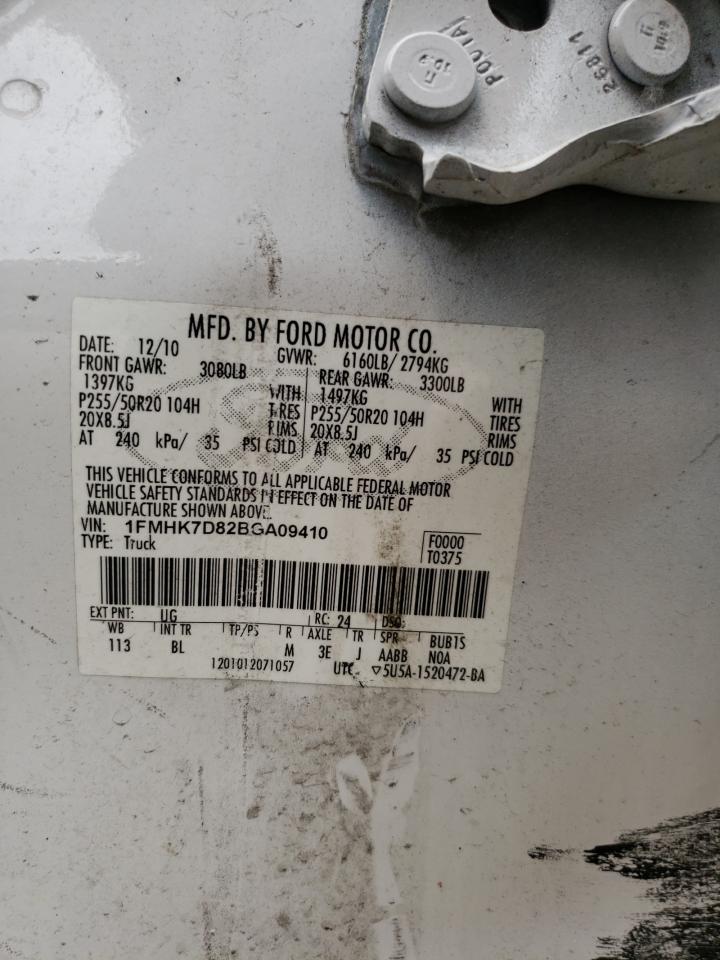 MFD. BY FORD MOTOR CO.
DATE: 12/10 GVWR: 6160LB/ 2794KG
FRONT GAWR: 3080LB REAR GAWR: 3300LB
1397KG WITH 1497KG WITH
P255/50R20 104H TIRES P255/50R20 104H TIRES
20X8.5J RIMS 20X8.5J RIMS
AT 240 kPa/ 35 PSI COLD AT 240 kPa/ 35 PSI COLD
THIS VEHICLE CONFORMS TO ALL APPLICABLE FEDERAL MOTOR
VEHICLE SAFETY STANDARDS IN EFFECT ON THE DATE OF
MANUFACTURE SHOWN ABOVE.
VIN: 1FMHK7D82BGA09410
TYPE: Truck
F0000
T0375
EXT PNT: UG RC: 24 DSO:
WB INT TR TP/PS R AXLE TR SPR BUB1S
113 BL M 3E J AABB NOA
1201012071057 UTC ▽5U5A-1520472-BA
26811
10.9